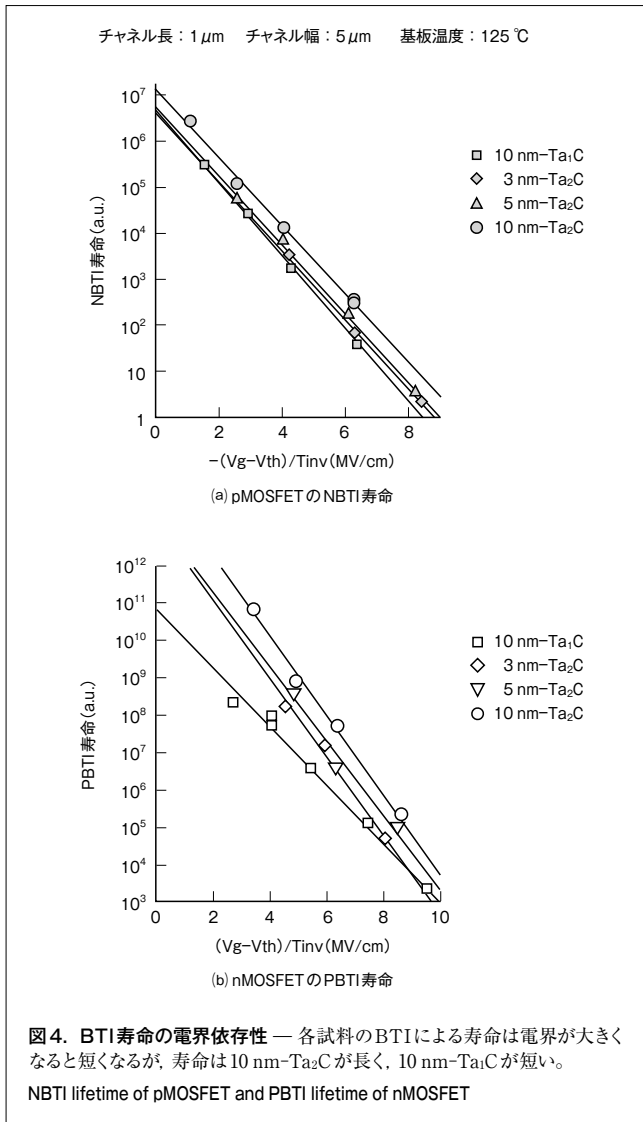 チャネル長：1μm　チャネル幅：5μm　基板温度：125℃
10⁷
10⁶
10⁵
10⁴
10³
10²
10
1
NBTI寿命(a.u.)
10 nm−Ta₁C
3 nm−Ta₂C
5 nm−Ta₂C
10 nm−Ta₂C
0 2 4 6 8
−(Vg−Vth)/Tinv(MV/cm)
(a) pMOSFETのNBTI寿命
10¹²
10¹¹
10¹⁰
10⁹
10⁸
10⁷
10⁶
10⁵
10⁴
10³
PBTI寿命(a.u.)
10 nm−Ta₁C
3 nm−Ta₂C
5 nm−Ta₂C
10 nm−Ta₂C
0 2 4 6 8 10
(Vg−Vth)/Tinv(MV/cm)
(b) nMOSFETのPBTI寿命
図4．BTI寿命の電界依存性 ― 各試料のBTIによる寿命は電界が大きく
なると短くなるが，寿命は10 nm-Ta₂Cが長く，10 nm-Ta₁Cが短い。
NBTI lifetime of pMOSFET and PBTI lifetime of nMOSFET